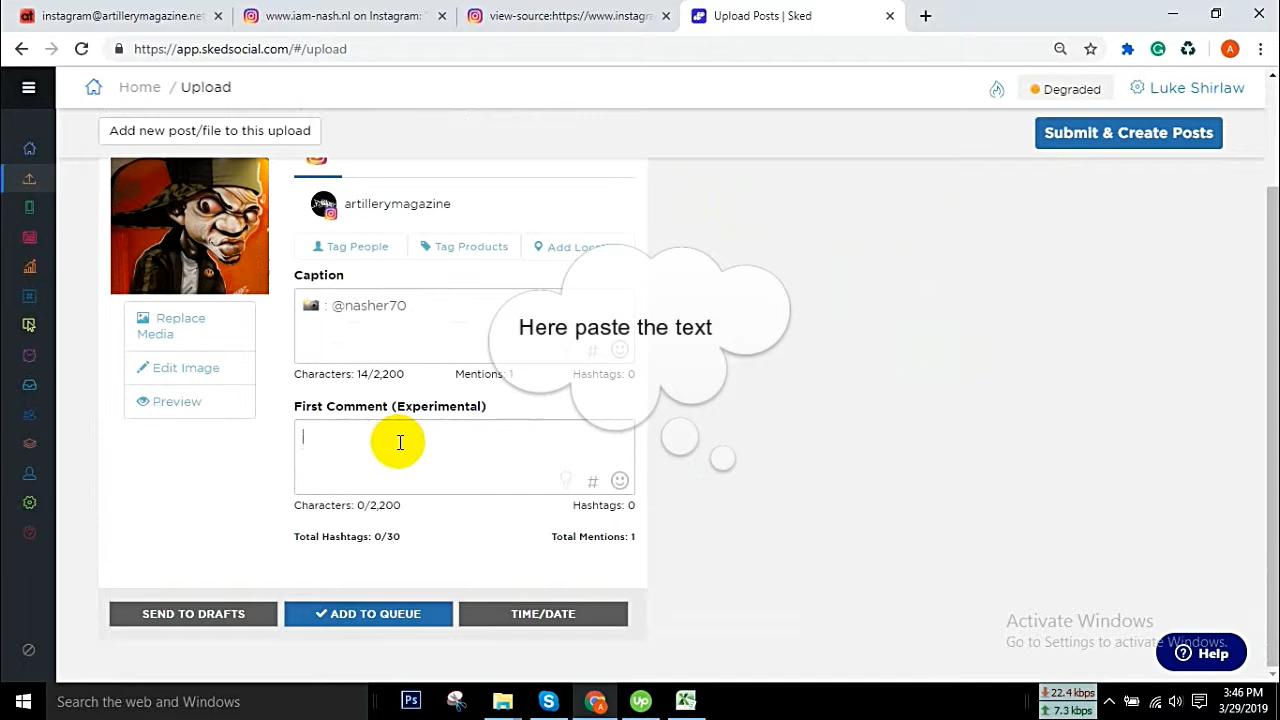 instagram@artillerymagazine.net
www.iam-nash.nl on Instagram: "
view-source:https://www.instagr
Upload Posts | Sked
https://app.skedsocial.com/#/upload
A
Home / Upload
Degraded
Luke Shirlaw
Add new post/file to this upload
Submit & Create Posts
artillerymagazine
Tag People
Tag Products
Add Loca
Caption
: @nasher70
Here paste the text
Replace
Media
Edit Image
Preview
Characters: 14/2,200
Mentions: 1
Hashtags: 0
First Comment (Experimental)
#
Characters: 0/2,200
Hashtags: 0
Total Hashtags: 0/30
Total Mentions: 1
SEND TO DRAFTS
ADD TO QUEUE
TIME/DATE
Activate Windows
Go to Settings to activate Windows.
Help
Search the web and Windows
Ps
22.4 kbps
7.3 kbps
3:46 PM
3/29/2019